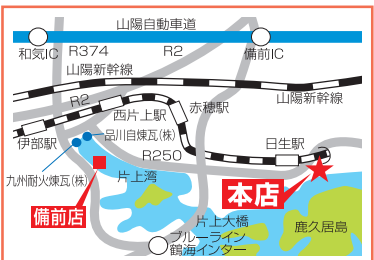 山陽自動車道
和気IC
R374
R2
備前IC
山陽新幹線
山陽新幹線
R2
西片上駅
赤穂駅
伊部駅
品川自煉瓦(株)
日生駅
R250
九州耐火煉瓦(株)
片上湾
本店
備前店
片上大橋
鹿久居島
ブルーライン
鶴海インター